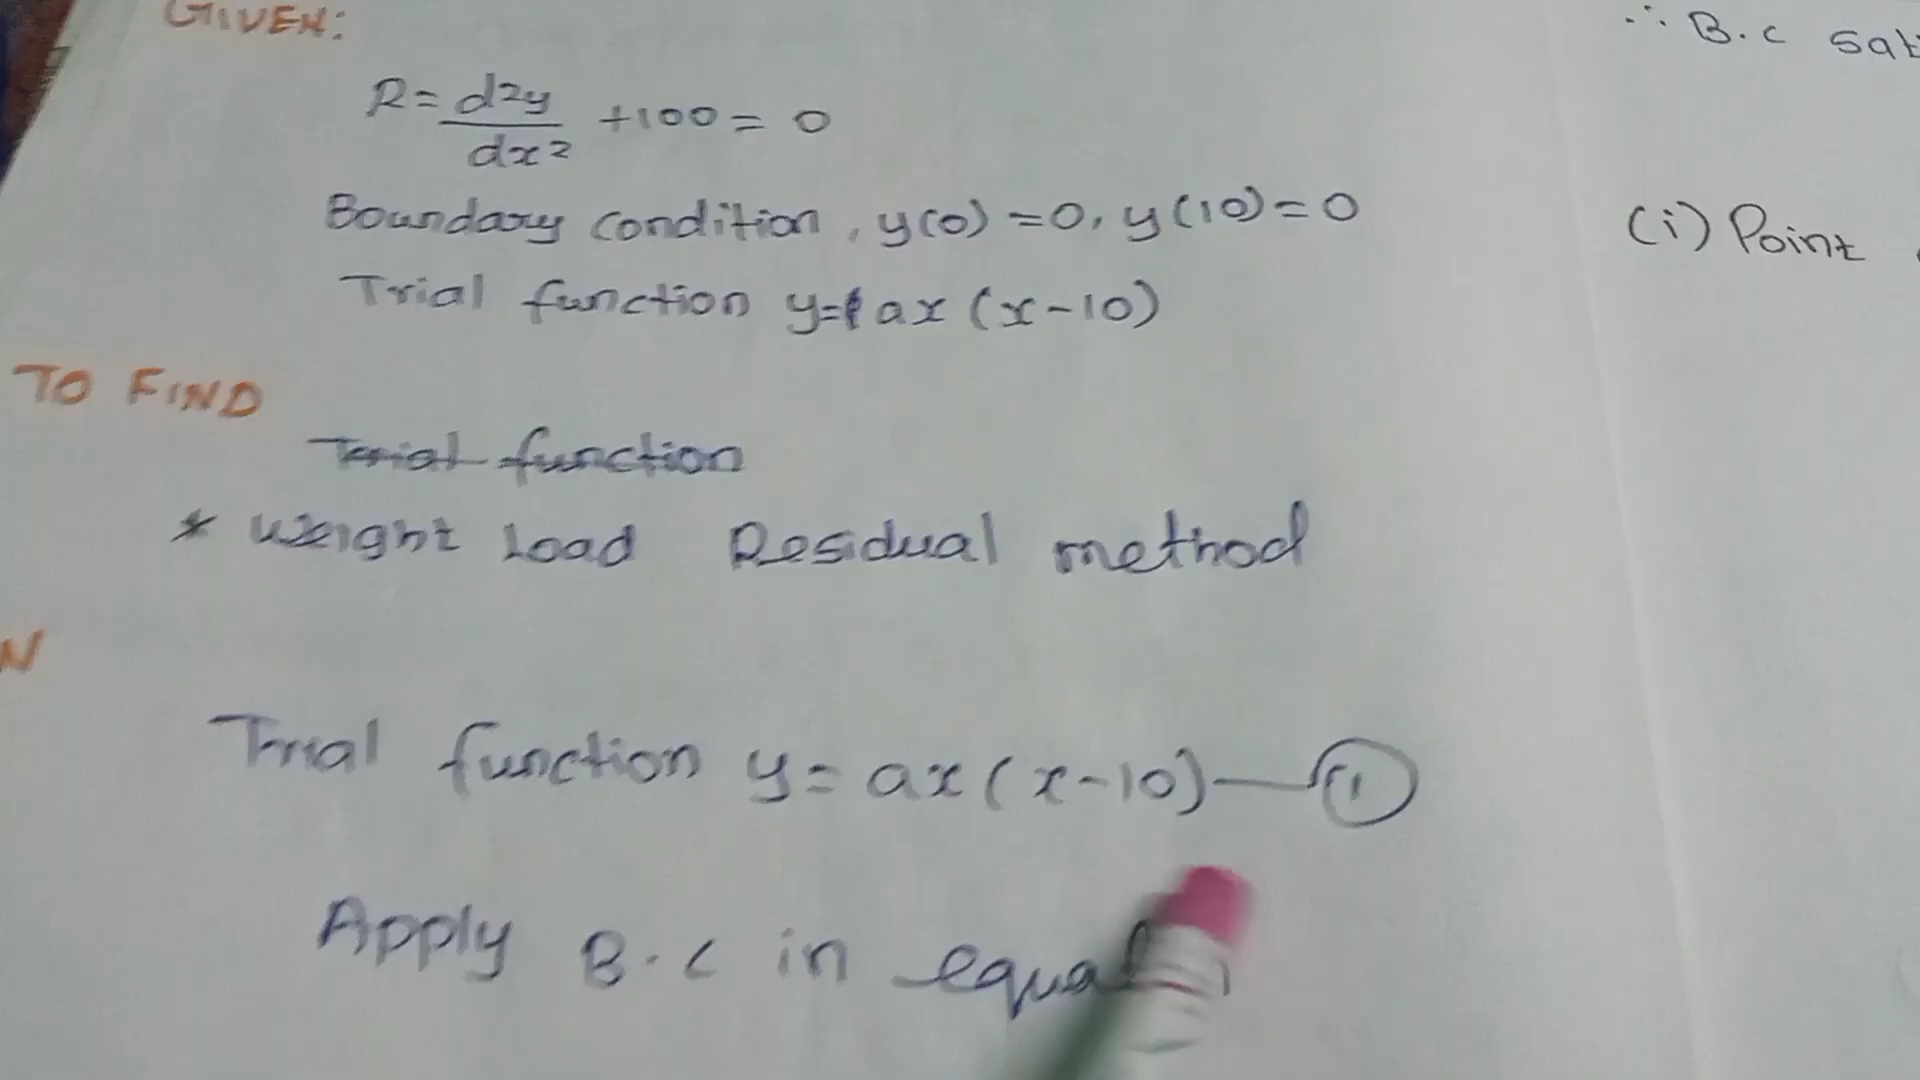 GIVEN:
R = d²y/dx² + 100 = 0
Boundary condition, y(0) = 0, y(10) = 0
Trial function y = ax (x-10)
TO FIND
Trial function
* Weight Load Residual method
N
Trial function y = ax (x-10) — ①
Apply B.C in
∴ B.C
(i) Point